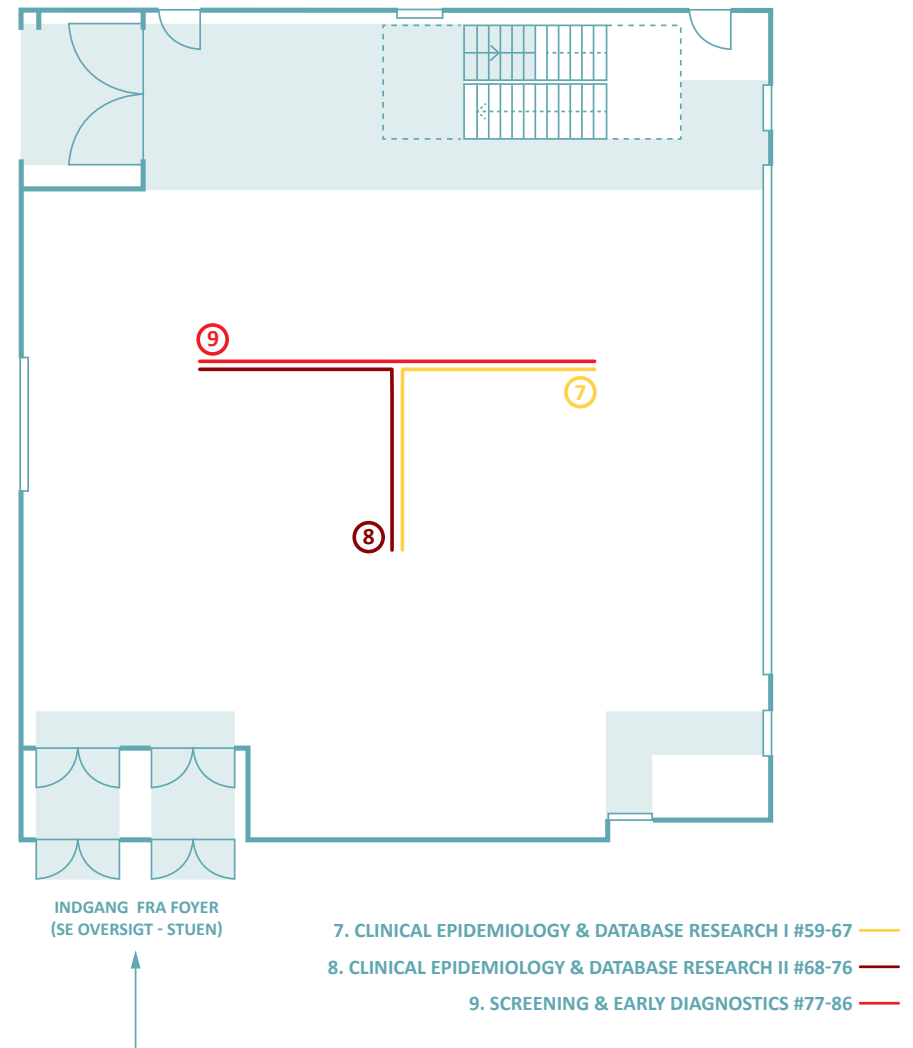 9
7
8
INDGANG FRA FOYER
(SE OVERSIGT - STUEN)
7. CLINICAL EPIDEMIOLOGY & DATABASE RESEARCH I #59-67
8. CLINICAL EPIDEMIOLOGY & DATABASE RESEARCH II #68-76
9. SCREENING & EARLY DIAGNOSTICS #77-86